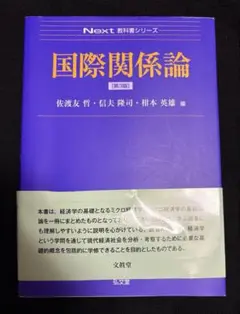 Next 教科書シリーズ
国際関係論
[第3版]
佐渡友 哲・信夫 隆司・柑本 英雄 編
本書は、経済学の基礎となるミクロ経済学
論を一冊にまとめたものとなって
も理解しやすいように説明を心がけている。
という学問を通じて現代経済社会を分析・考察するために必要な基
礎的概念を包括的に学修できることを目的としたものである。
文眞堂
弘文堂